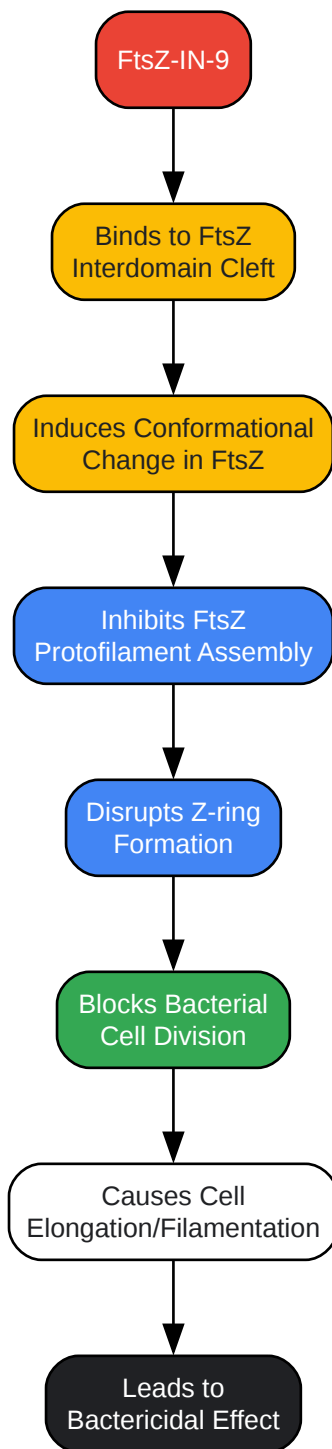 FtsZ-IN-9
Binds to FtsZ
Interdomain Cleft
Induces Conformational
Change in FtsZ
Inhibits FtsZ
Protofilament Assembly
Disrupts Z-ring
Formation
Blocks Bacterial
Cell Division
Causes Cell
Elongation/Filamentation
Leads to
Bactericidal Effect